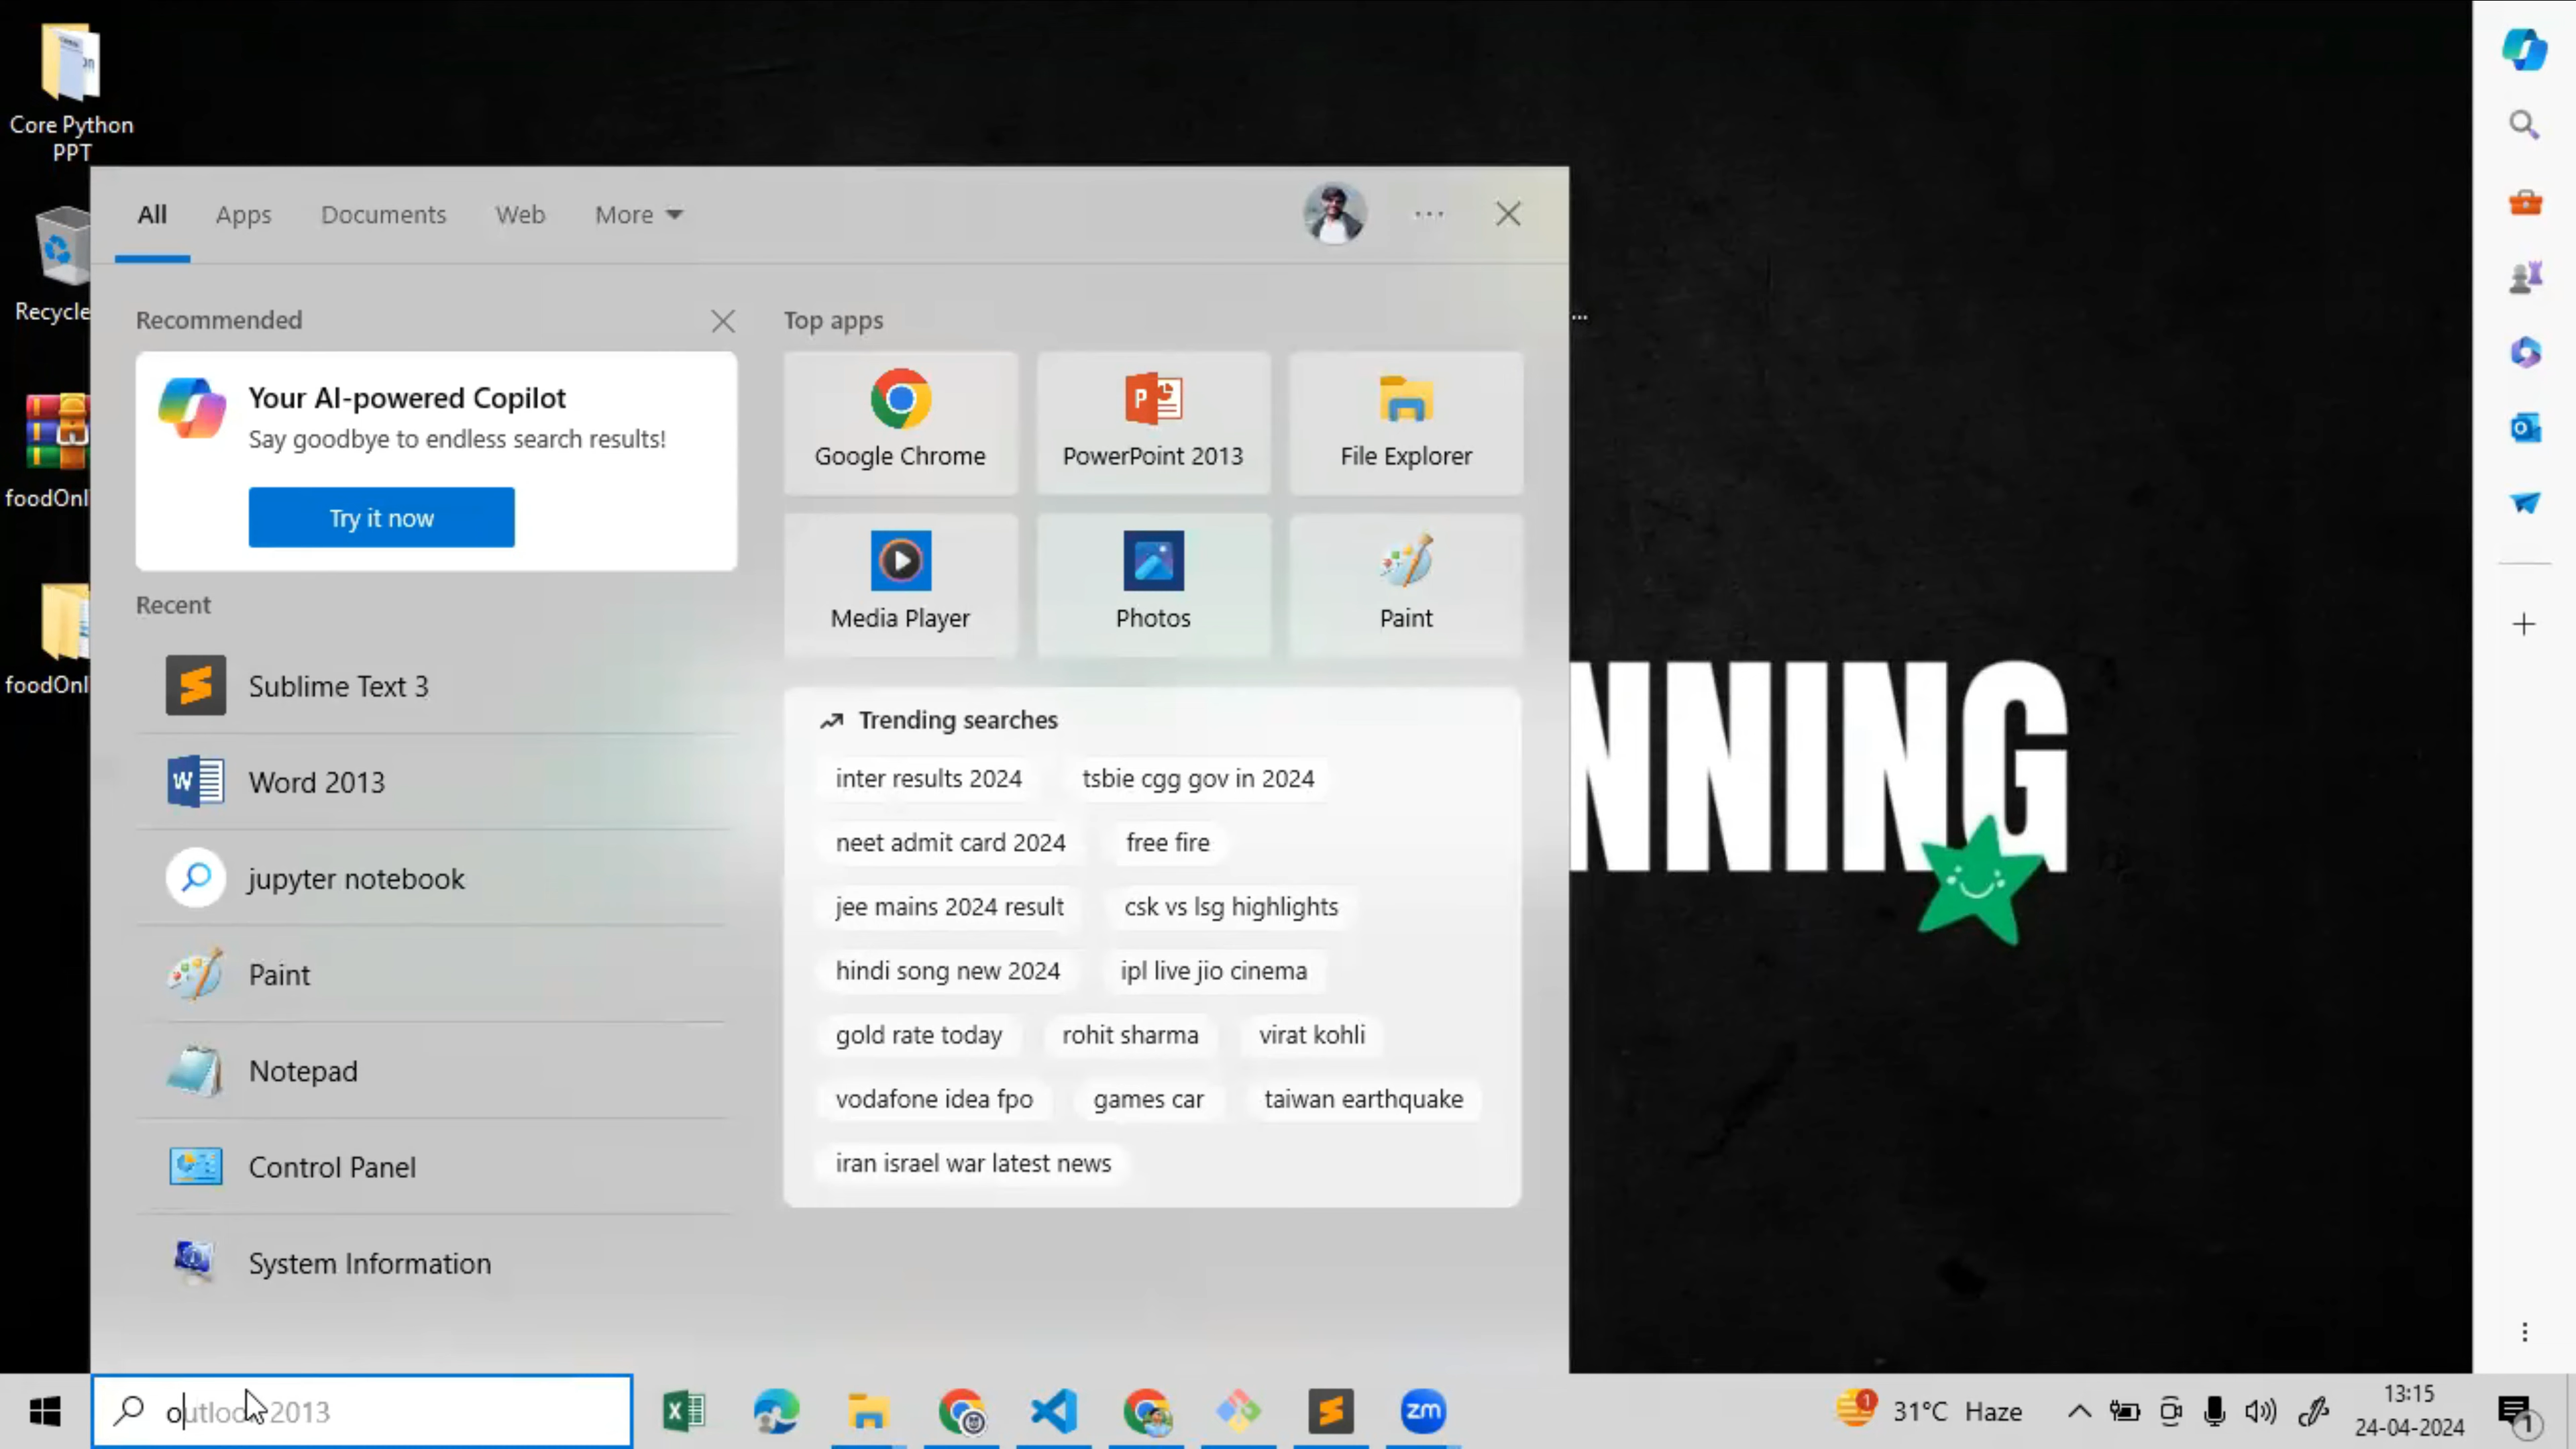 Core Python
PPT
Recycle
foodOnl
foodOnl
All Apps Documents Web More
Recommended
Your AI-powered Copilot
Say goodbye to endless search results!
Try it now
Recent
Sublime Text 3
Word 2013
jupyter notebook
Paint
Notepad
Control Panel
System Information
Top apps
Google Chrome PowerPoint 2013 File Explorer
Media Player Photos Paint
Trending searches
inter results 2024 tsbie cgg gov in 2024
neet admit card 2024 free fire
jee mains 2024 result csk vs lsg highlights
hindi song new 2024 ipl live jio cinema
gold rate today rohit sharma virat kohli
vodafone idea fpo games car taiwan earthquake
iran israel war latest news
...
NNING
outlook 2013
zm
1
31°C Haze
13:15
24-04-2024
1